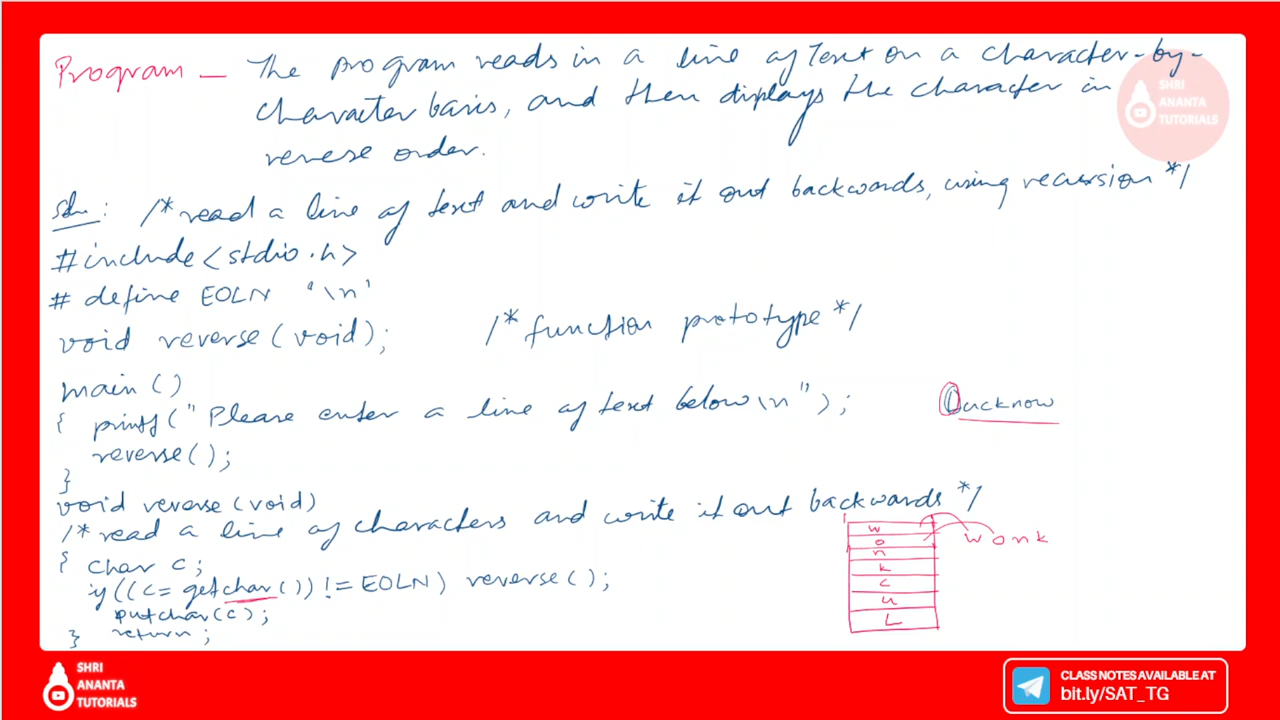 Program — The program reads in a line of text on a character-by-
character basis, and then displays the character in
reverse order.
SHRI
ANANTA
TUTORIALS
Soln: /*read a line of text and write it out backwards, using recursion */
#include <stdio.h>
# define EOLN '\n'
void reverse (void); /* function prototype */
main ()
{ printf (" Please enter a line of text below \n" ); Lucknow
reverse ();
}
void reverse (void)
/*read a line of characters and write it out backwards */
{ char c;
if ((c = getchar ()) != EOLN) reverse ();
putchar (c);
} return ;
w
o
n
k
c
u
L
w o n k
SHRI
ANANTA
TUTORIALS
CLASS NOTES AVAILABLE AT
bit.ly/SAT_TG